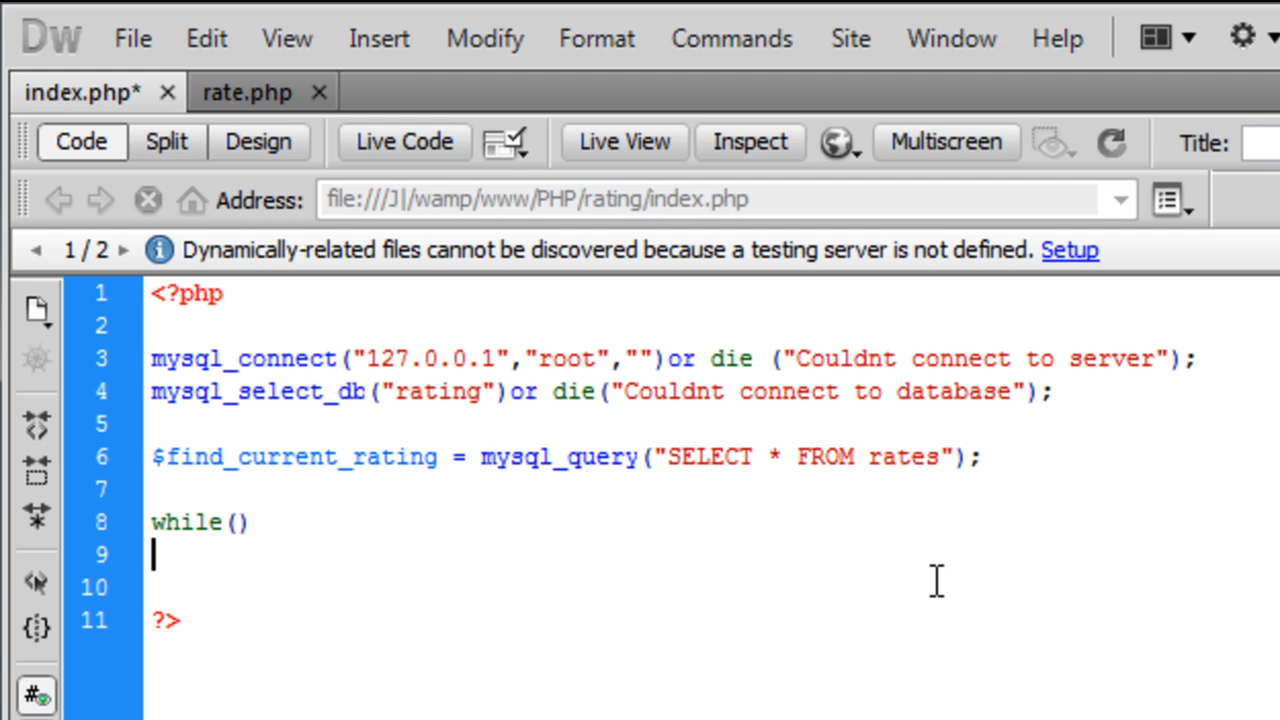 Dw File Edit View Insert Modify Format Commands Site Window Help
index.php* rate.php
Code Split Design Live Code Live View Inspect Multiscreen Title:
Address: file:///J|/wamp/www/PHP/rating/index.php
1 / 2 Dynamically-related files cannot be discovered because a testing server is not defined. Setup
1 <?php
2
3 mysql_connect("127.0.0.1","root","")or die ("Couldnt connect to server");
4 mysql_select_db("rating")or die("Couldnt connect to database");
5
6 $find_current_rating = mysql_query("SELECT * FROM rates");
7
8 while()
9
10
11 ?>